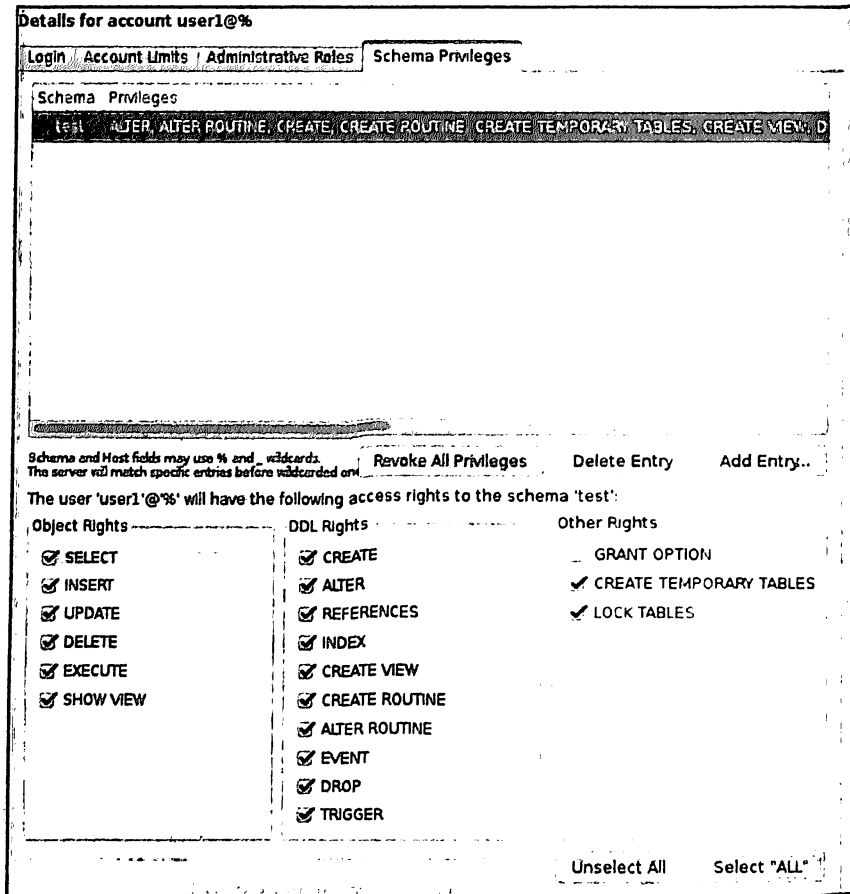 Details for account user1@%
Login Account Limits Administrative Roles Schema Privileges
Schema Privileges
test ALTER, ALTER ROUTINE, CREATE, CREATE ROUTINE, CREATE TEMPORARY TABLES, CREATE VIEW, D
Schema and Host fields may use % and _ wildcards.
The server will match specific entries before wildcarded one
Revoke All Privileges Delete Entry Add Entry...
The user 'user1'@'%' will have the following access rights to the schema 'test':
Object Rights
SELECT
INSERT
UPDATE
DELETE
EXECUTE
SHOW VIEW
DDL Rights
CREATE
ALTER
REFERENCES
INDEX
CREATE VIEW
CREATE ROUTINE
ALTER ROUTINE
EVENT
DROP
TRIGGER
Other Rights
GRANT OPTION
CREATE TEMPORARY TABLES
LOCK TABLES
Unselect All Select "ALL"